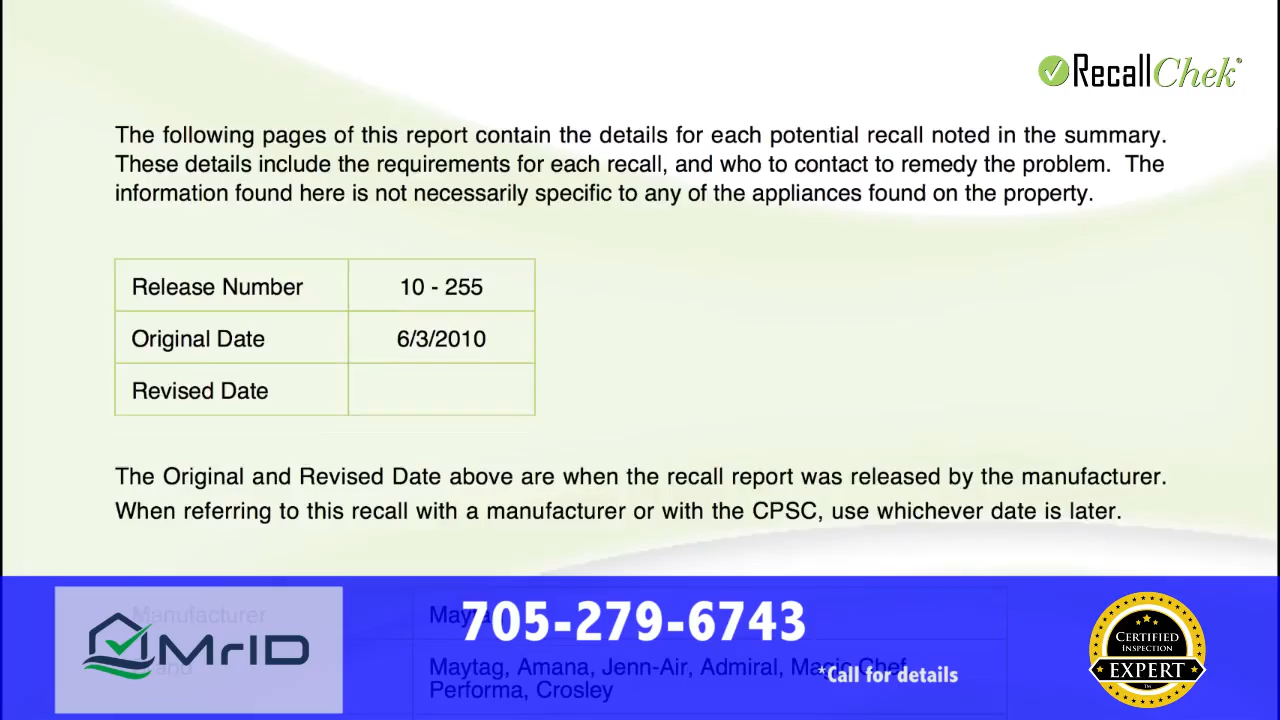 RecallChek®
The following pages of this report contain the details for each potential recall noted in the summary.
These details include the requirements for each recall, and who to contact to remedy the problem. The
information found here is not necessarily specific to any of the appliances found on the property.
Release Number 10 - 255
Original Date 6/3/2010
Revised Date
The Original and Revised Date above are when the recall report was released by the manufacturer.
When referring to this recall with a manufacturer or with the CPSC, use whichever date is later.
Manufacturer
705-279-6743
MrID
Maytag, Amana, Jenn-Air, Admiral, Magic Chef,
Performa, Crosley
*Call for details
CERTIFIED
INSPECTION
EXPERT